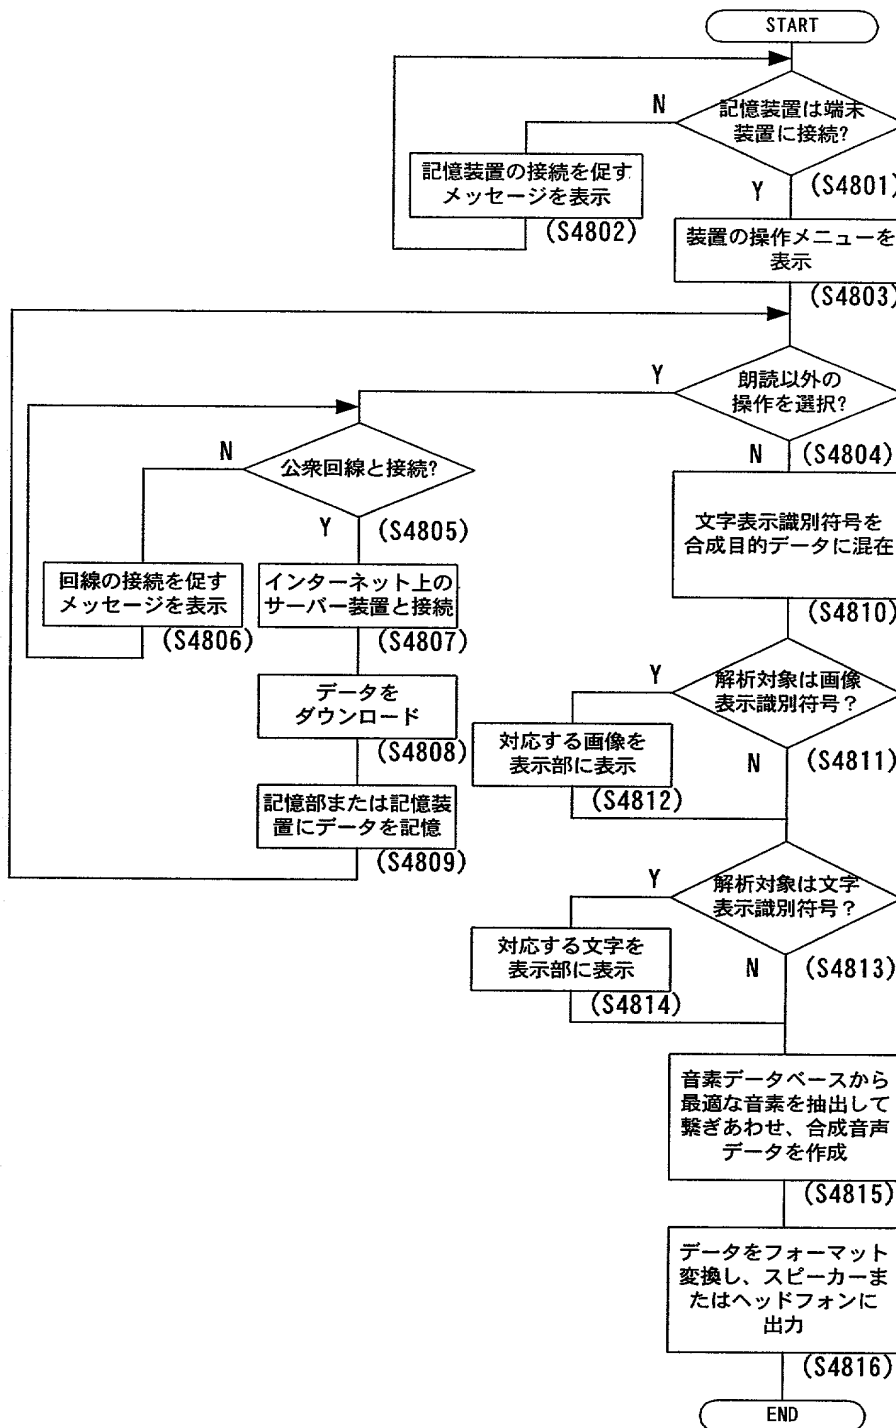 START
記憶装置は端末
装置に接続?
N
Y
(S4801)
記憶装置の接続を促す
メッセージを表示
(S4802)
装置の操作メニューを
表示
(S4803)
朗読以外の
操作を選択?
Y
N
(S4804)
公衆回線と接続?
N
Y
(S4805)
回線の接続を促す
メッセージを表示
(S4806)
インターネット上の
サーバー装置と接続
(S4807)
データを
ダウンロード
(S4808)
記憶部または記憶装
置にデータを記憶
(S4809)
文字表示識別符号を
合成目的データに混在
(S4810)
解析対象は画像
表示識別符号?
Y
N
(S4811)
対応する画像を
表示部に表示
(S4812)
解析対象は文字
表示識別符号?
Y
N
(S4813)
対応する文字を
表示部に表示
(S4814)
音素データベースから
最適な音素を抽出して
繋ぎあわせ、合成音声
データを作成
(S4815)
データをフォーマット
変換し、スピーカーま
たはヘッドフォンに
出力
(S4816)
END